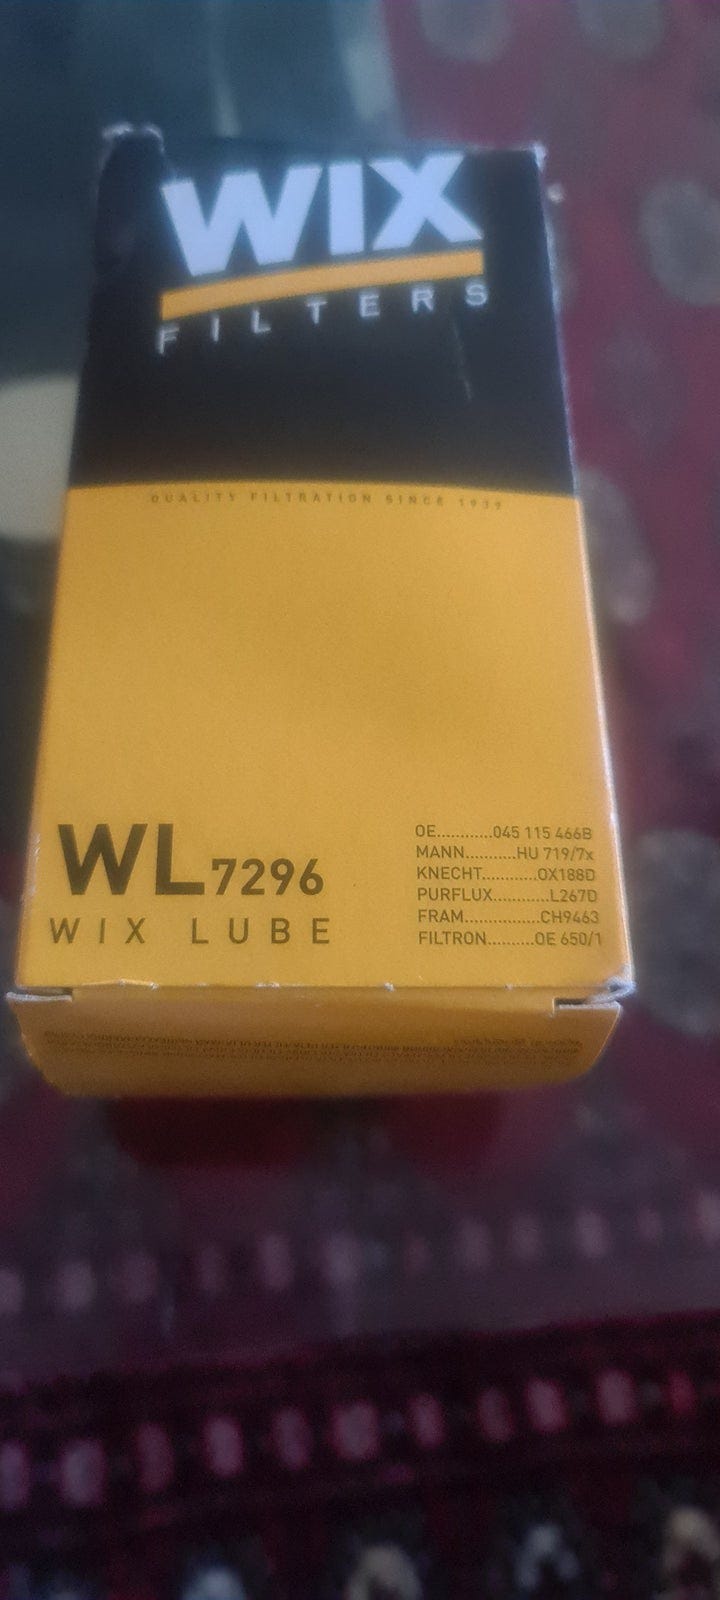 WIX
FILTERS
QUALITY FILTRATION SINCE 1939
WL7296
WIX LUBE
OE............045 115 466B
MANN...........HU 719/7x
KNECHT............OX188D
PURFLUX............L267D
FRAM................CH9463
FILTRON..........OE 650/1